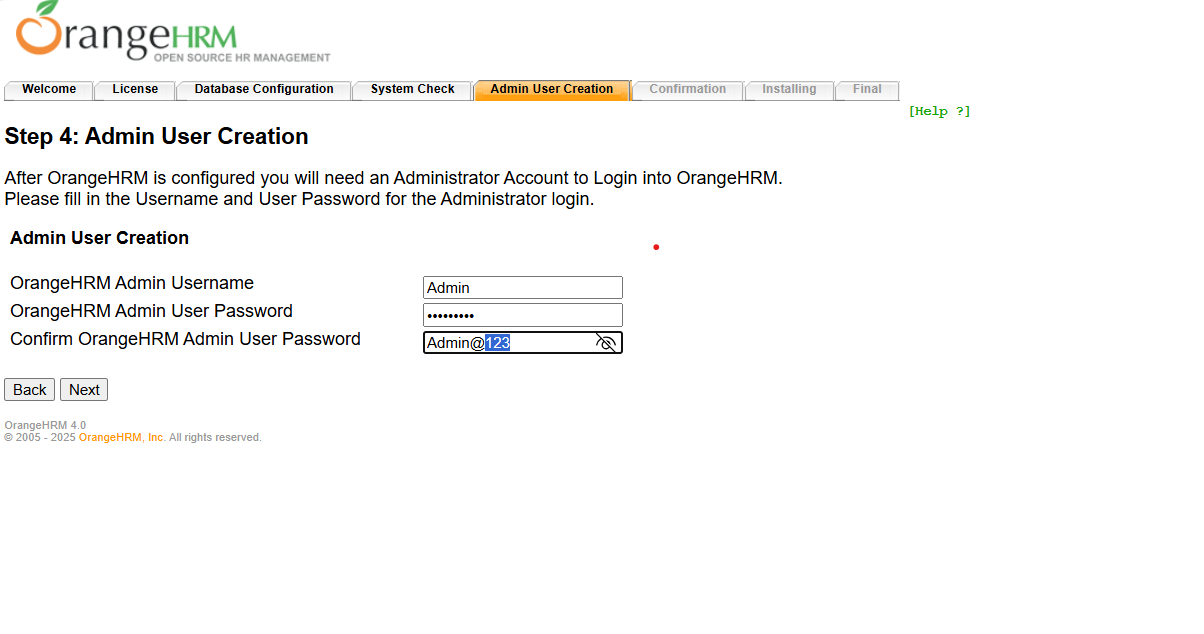 OrangeHRM
OPEN SOURCE HR MANAGEMENT
Welcome License Database Configuration System Check Admin User Creation Confirmation Installing Final
[Help ?]
Step 4: Admin User Creation
After OrangeHRM is configured you will need an Administrator Account to Login into OrangeHRM.
Please fill in the Username and User Password for the Administrator login.
Admin User Creation
OrangeHRM Admin Username Admin
OrangeHRM Admin User Password •••••••••
Confirm OrangeHRM Admin User Password Admin@123
Back Next
OrangeHRM 4.0
© 2005 - 2025 OrangeHRM, Inc. All rights reserved.